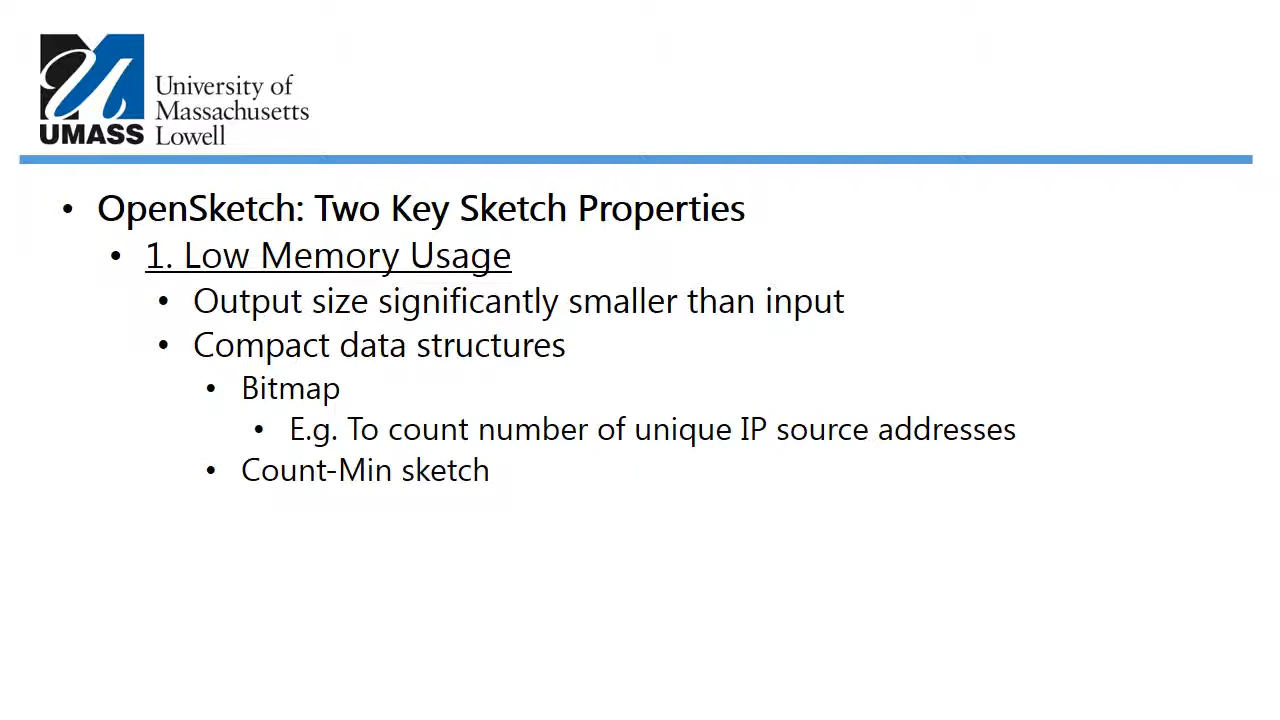 University of
Massachusetts
UMASS Lowell
• OpenSketch: Two Key Sketch Properties
• 1. Low Memory Usage
• Output size significantly smaller than input
• Compact data structures
• Bitmap
• E.g. To count number of unique IP source addresses
• Count-Min sketch